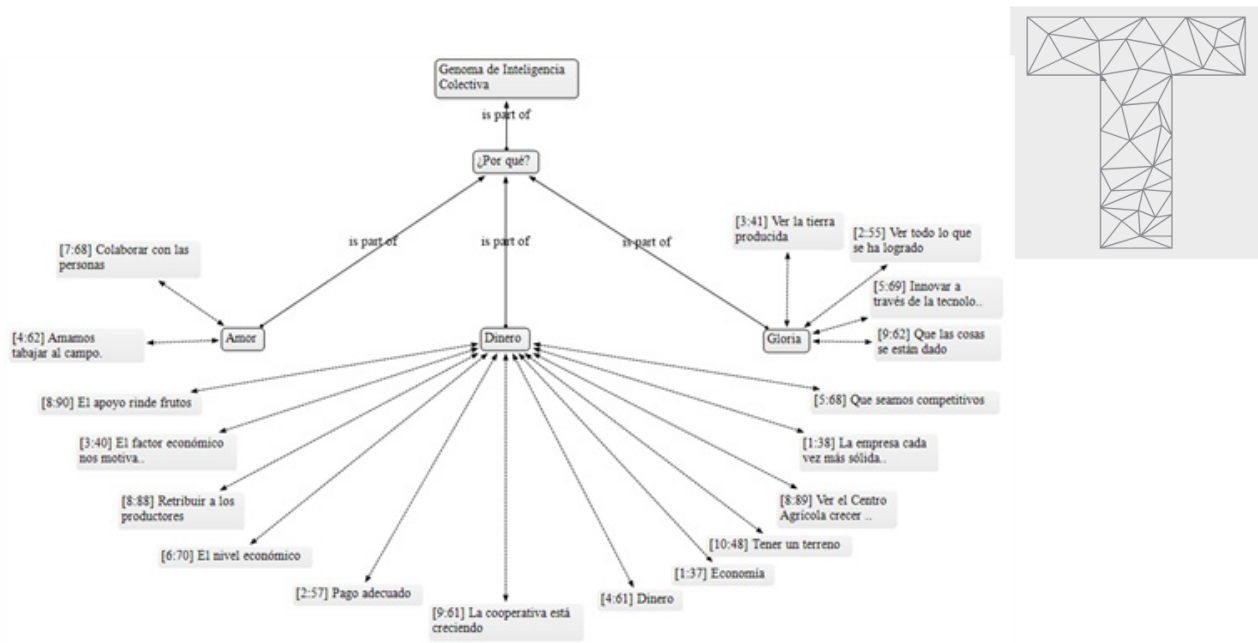 Genoma de Inteligencia
Colectiva
is part of
¿Por qué?
is part of
is part of
is part of
[7:68] Colaborar con las
personas
[4:62] Amamos
tabajar al campo.
Amor
Dinero
Gloria
[3:41] Ver la tierra
producida
[2:55] Ver todo lo que
se ha logrado
[5:69] Innovar a
través de la tecnolo..
[9:62] Que las cosas
se están dado
[8:90] El apoyo rinde frutos
[3:40] El factor económico
nos motiva..
[8:88] Retribuir a los
productores
[6:70] El nivel económico
[2:57] Pago adecuado
[9:61] La cooperativa está
creciendo
[4:61] Dinero
[1:37] Economía
[10:48] Tener un terreno
[8:89] Ver el Centro
Agrícola crecer ..
[1:38] La empresa cada
vez más sólida..
[5:68] Que seamos competitivos